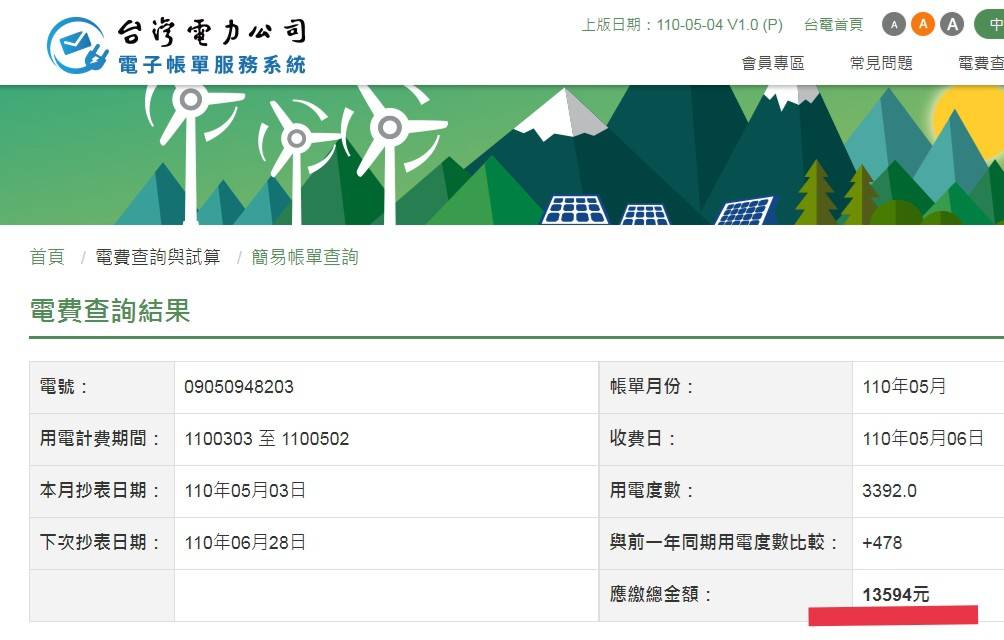 台灣電力公司
電子帳單服務系統
上版日期：110-05-04 V1.0 (P)
台電首頁
A A A
中
會員專區
常見問題
電費查
首頁 / 電費查詢與試算 / 簡易帳單查詢
電費查詢結果
電號： 09050948203 帳單月份： 110年05月
用電計費期間： 1100303 至 1100502 收費日： 110年05月06日
本月抄表日期： 110年05月03日 用電度數： 3392.0
下次抄表日期： 110年06月28日 與前一年同期用電度數比較： +478
應繳總金額： 13594元